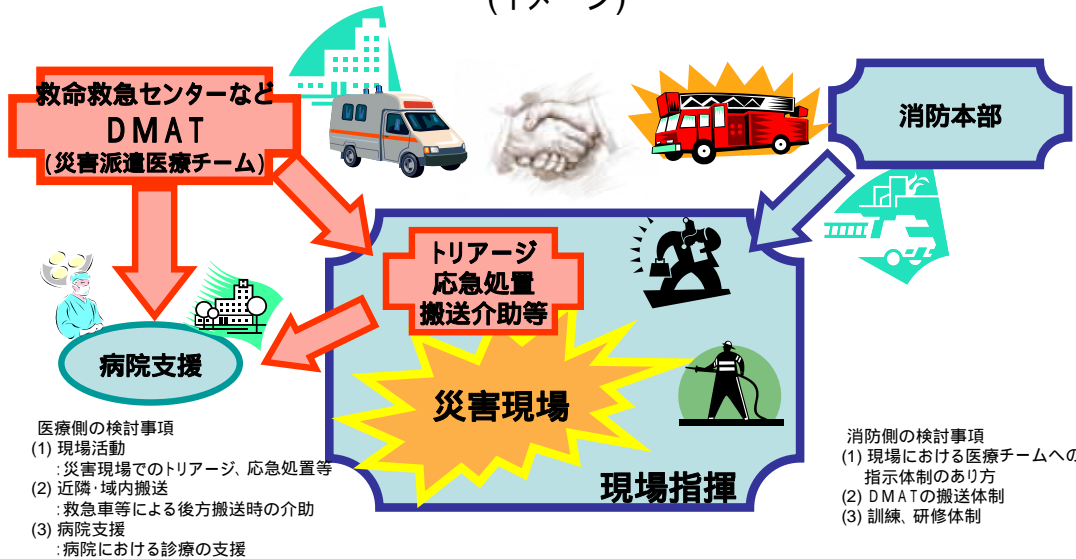 (イメージ)
救命救急センターなど
DMAT
(災害派遣医療チーム)
消防本部
トリアージ
応急処置
搬送介助等
病院支援
災害現場
現場指揮
医療側の検討事項
(1) 現場活動
:災害現場でのトリアージ、応急処置等
(2) 近隣・域内搬送
:救急車等による後方搬送時の介助
(3) 病院支援
:病院における診療の支援
消防側の検討事項
(1) 現場における医療チームへの
指示体制のあり方
(2) DMATの搬送体制
(3) 訓練、研修体制